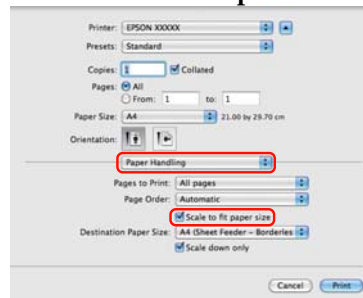 Printer: EPSON XXXXX
Presets: Standard
Copies: 1 Collated
Pages: All
From: 1 to: 1
Paper Size: A4 21.00 by 29.70 cm
Orientation:
Paper Handling
Pages to Print: All pages
Page Order: Automatic
Scale to fit paper size
Destination Paper Size: A4 (Sheet Feeder – Borderles
Scale down only
Cancel Print